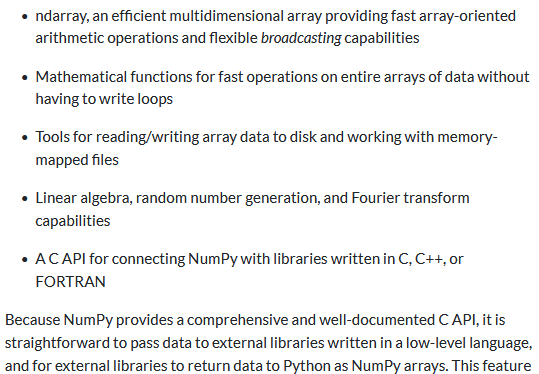 • ndarray, an efficient multidimensional array providing fast array-oriented
arithmetic operations and flexible broadcasting capabilities
• Mathematical functions for fast operations on entire arrays of data without
having to write loops
• Tools for reading/writing array data to disk and working with memory-
mapped files
• Linear algebra, random number generation, and Fourier transform
capabilities
• A C API for connecting NumPy with libraries written in C, C++, or
FORTRAN
Because NumPy provides a comprehensive and well-documented C API, it is
straightforward to pass data to external libraries written in a low-level language,
and for external libraries to return data to Python as NumPy arrays. This feature